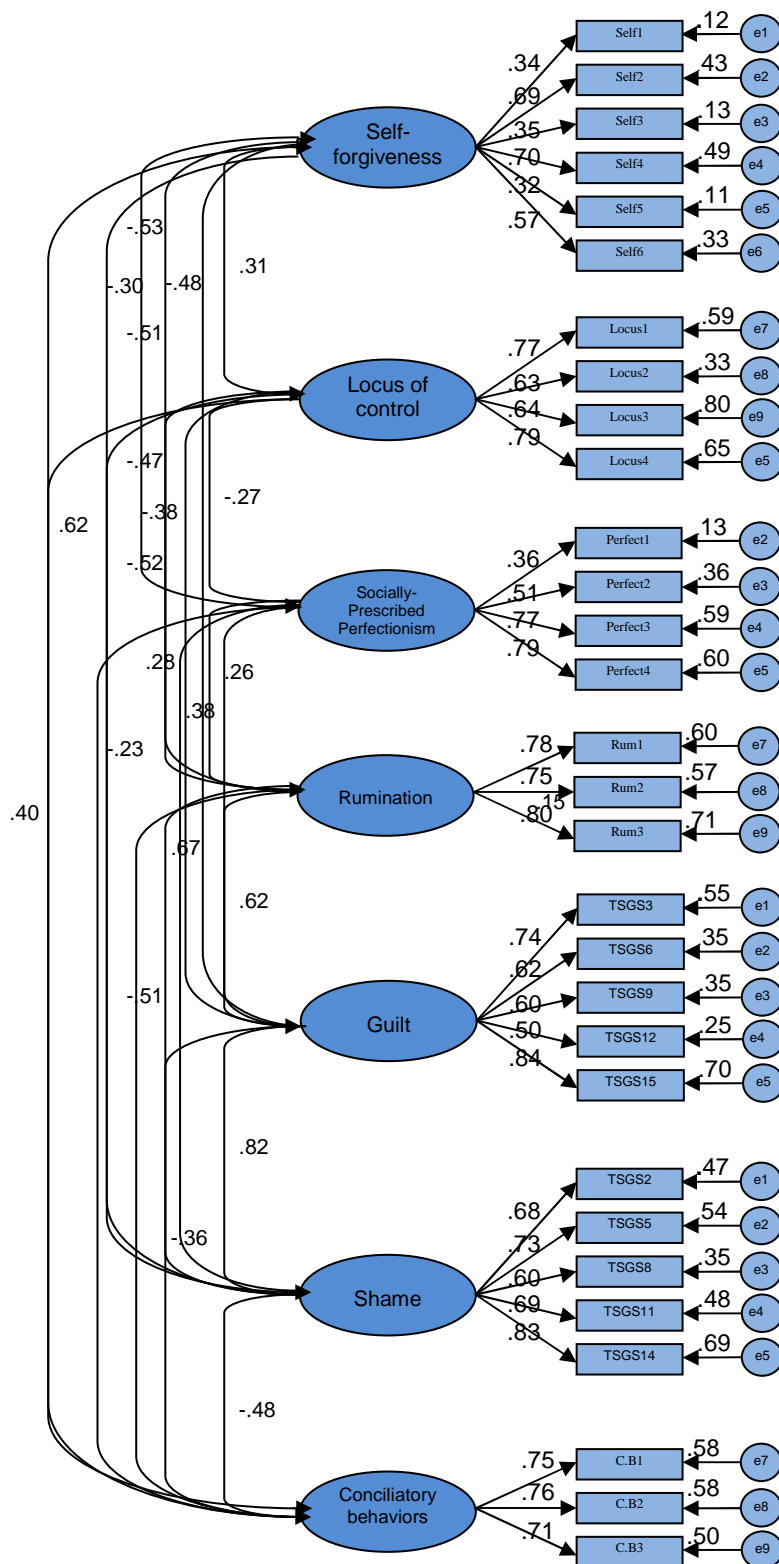 Self1 .12 e1
.34
Self2 .43 e2
.69
Self-
forgiveness
Self3 .13 e3
.35
Self4 .49 e4
.70
Self5 .11 e5
.32
Self6 .33 e6
.57
-.53
-.30
-.48
.31
-.51
Locus1 .59 e7
.77
Locus2 .33 e8
.63
Locus of
control
Locus3 .80 e9
.64
Locus4 .65 e5
.79
-.47
-.38
-.27
.62
-.52
Perfect1 .13 e2
.36
Perfect2 .36 e3
.51
Socially-
Prescribed
Perfectionism
Perfect3 .59 e4
.77
Perfect4 .60 e5
.79
.28
.26
.38
-.23
.40
Rum1 .60 e7
.78
Rumination
Rum2 .57 e8
.75
.15
Rum3 .71 e9
.80
.67
.62
-.51
TSGS3 .55 e1
.74
TSGS6 .35 e2
.62
Guilt
TSGS9 .35 e3
.60
TSGS12 .25 e4
.50
TSGS15 .70 e5
.84
.82
-.36
TSGS2 .47 e1
.68
TSGS5 .54 e2
.73
Shame
TSGS8 .35 e3
.60
TSGS11 .48 e4
.69
TSGS14 .69 e5
.83
-.48
C.B1 .58 e7
.75
Conciliatory
behaviors
C.B2 .58 e8
.76
C.B3 .50 e9
.71